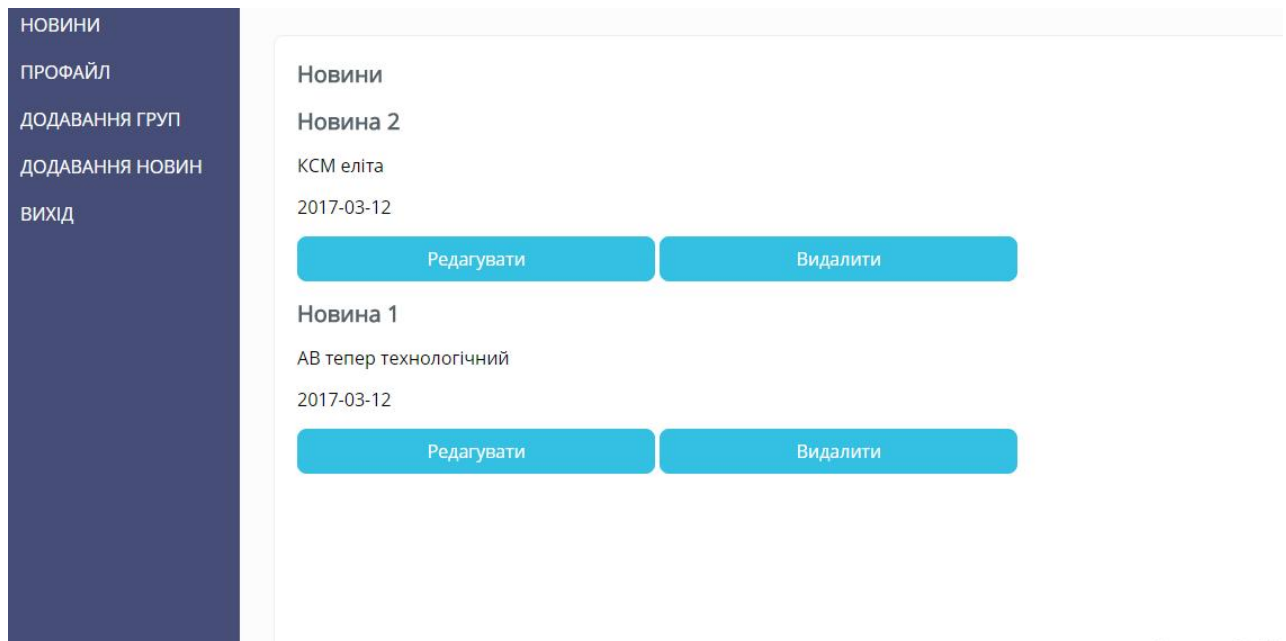 НОВИНИ
ПРОФАЙЛ
ДОДАВАННЯ ГРУП
ДОДАВАННЯ НОВИН
ВИХІД
Новини
Новина 2
КСМ еліта
2017-03-12
Редагувати Видалити
Новина 1
АВ тепер технологічний
2017-03-12
Редагувати Видалити